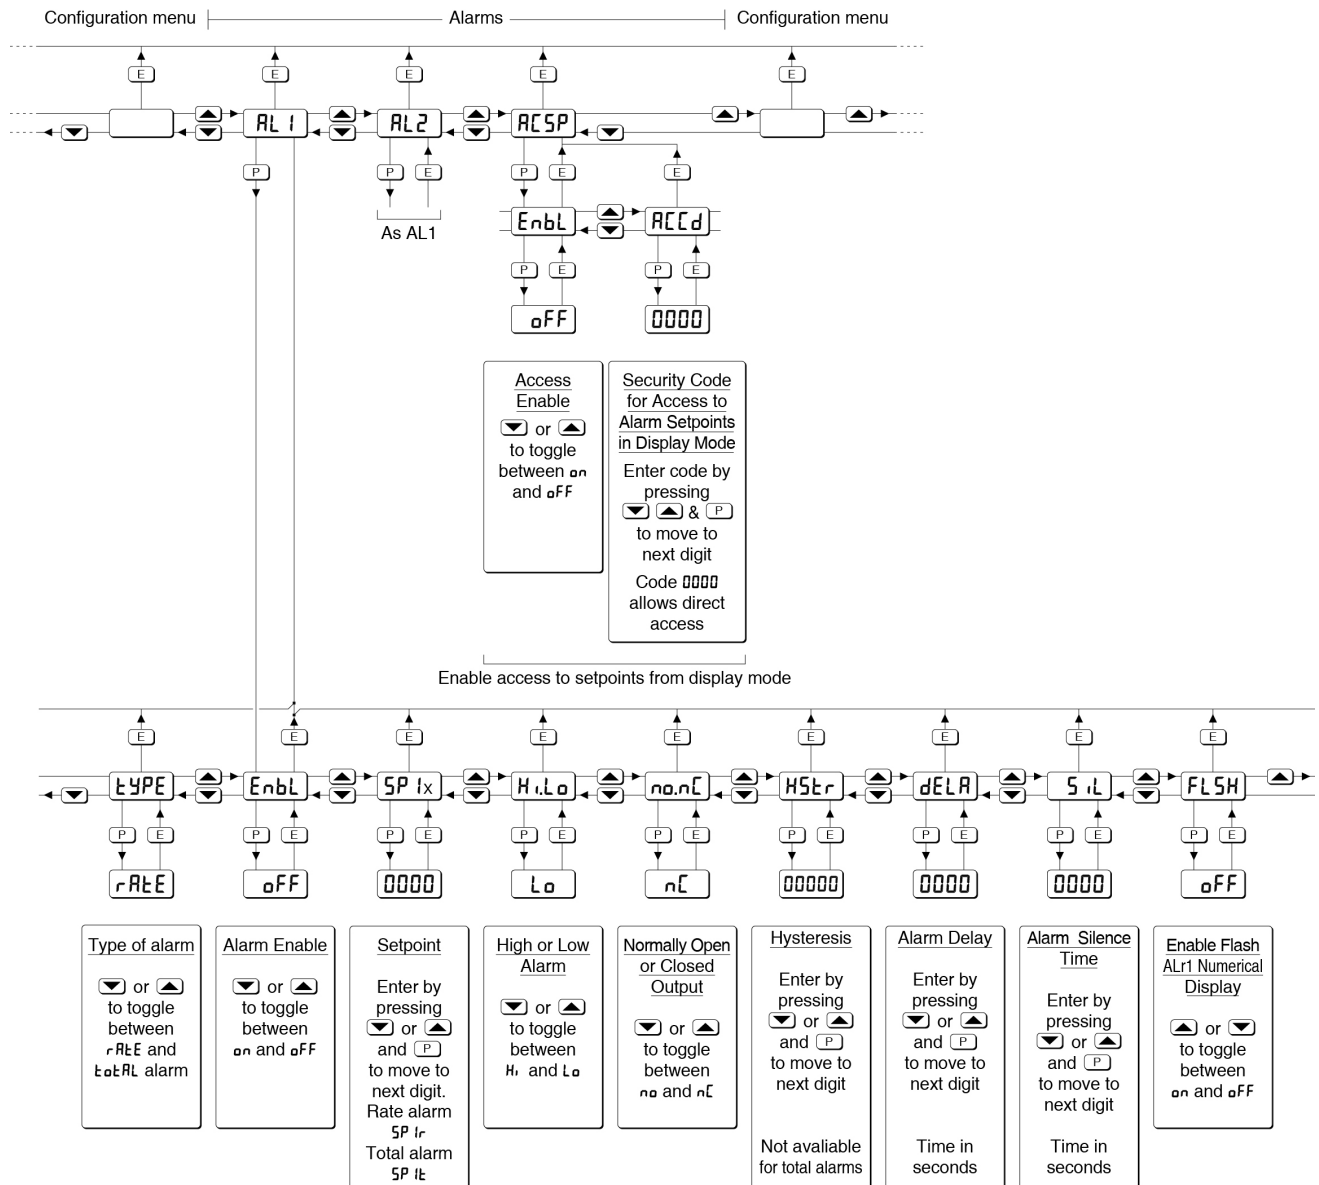 Configuration menu
Alarms
Configuration menu
E E E E E
AL1 AL2 ACSP
P P E P E E
As AL1
EnbL ACCd
P E P E
oFF 0000
Access
Enable
or
to toggle
between on
and oFF
Security Code
for Access to
Alarm Setpoints
in Display Mode
Enter code by
pressing
& P
to move to
next digit
Code 0000
allows direct
access
Enable access to setpoints from display mode
E E E E E E E E E
tYPE EnbL SP1x Hi.Lo no.nC HStr dELA SiL FLSH
P E P E P E P E P E P E P E P E P E
rAtE oFF 0000 Lo nC 00000 0000 0000 oFF
Type of alarm
or
to toggle
between
rAtE and
totAL alarm
Alarm Enable
or
to toggle
between
on and oFF
Setpoint
Enter by
pressing
or
and P
to move to
next digit.
Rate alarm
SP1r
Total alarm
SP1t
High or Low
Alarm
or
to toggle
between
Hi and Lo
Normally Open
or Closed
Output
or
to toggle
between
no and nC
Hysteresis
Enter by
pressing
or
and P
to move to
next digit
Not avaliable
for total alarms
Alarm Delay
Enter by
pressing
or
and P
to move to
next digit
Time in
seconds
Alarm Silence
Time
Enter by
pressing
or
and P
to move to
next digit
Time in
seconds
Enable Flash
ALr1 Numerical
Display
or
to toggle
between
on and oFF